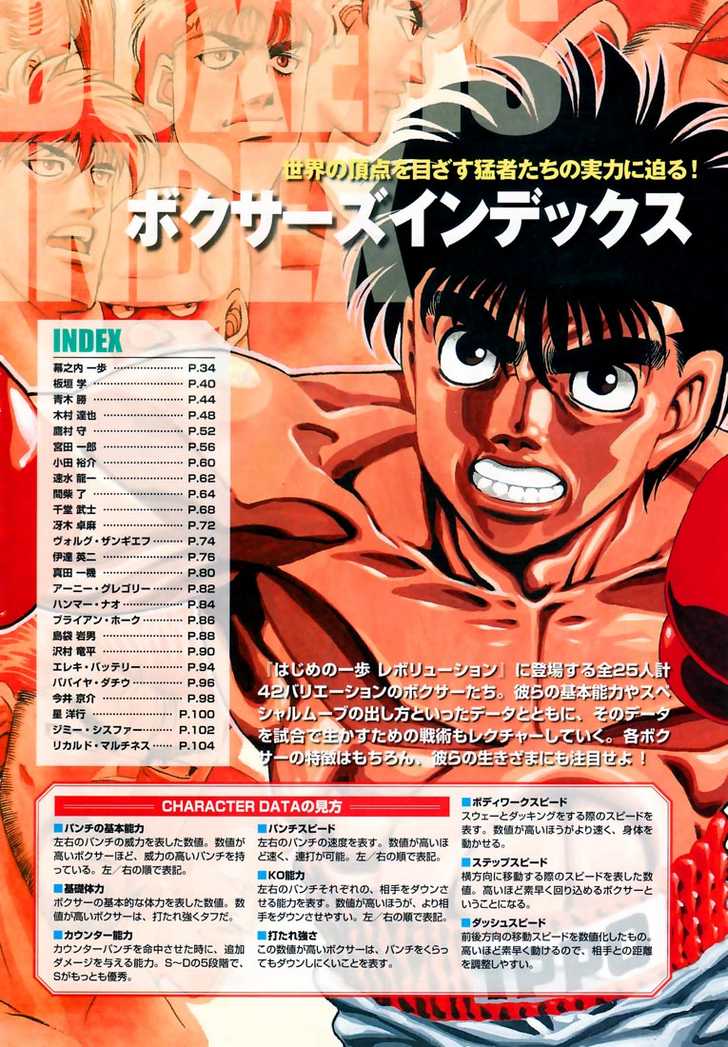 BOXERS
INDEX
世界の頂点を目ざす猛者たちの実力に迫る！
ボクサーズインデックス
INDEX
幕之内 一歩 ………………… P.34
板垣 学 ………………… P.40
青木 勝 ………………… P.44
木村 達也 ………………… P.48
鷹村 守 ………………… P.52
宮田 一郎 ………………… P.56
小田 裕介 ………………… P.60
速水 龍一 ………………… P.62
間柴 了 ………………… P.64
千堂 武士 ………………… P.68
冴木 卓麻 ………………… P.72
ヴォルグ・ザンギエフ ………… P.74
伊達 英二 ………………… P.76
真田 一機 ………………… P.80
アーニー・グレゴリー ………… P.82
ハンマー・ナオ ………………… P.84
ブライアン・ホーク …………… P.86
島袋 岩男 ………………… P.88
沢村 竜平 ………………… P.90
エレキ・バッテリー …………… P.94
パパイヤ・ダチウ ……………… P.96
今井 京介 ………………… P.98
星 洋行 ………………… P.100
ジミー・シスファー …………… P.102
リカルド・マルチネス ………… P.104
『はじめの一歩 レボリューション』に登場する全25人計
42バリエーションのボクサーたち。彼らの基本能力やスペ
シャルムーブの出し方といったデータとともに、そのデータ
を試合で生かすための戦術もレクチャーしていく。各ボク
サーの特徴はもちろん、彼らの生きざまにも注目せよ！
CHARACTER DATAの見方
■パンチの基本能力
左右のパンチの威力を表した数値。数値が
高いボクサーほど、威力の高いパンチを持
っている。左／右の順で表記。
■基礎体力
ボクサーの基本的な体力を表した数値。数
値が高いボクサーは、打たれ強くタフだ。
■カウンター能力
カウンターパンチを命中させた時に、追加
ダメージを与える能力。S～Dの5段階で、
Sがもっとも優秀。
■パンチスピード
左右のパンチの速度を表す。数値が高いほ
ど速く、連打が可能。左／右の順で表記。
■KO能力
左右のパンチそれぞれの、相手をダウンさ
せる能力を表す。数値が高いほうが、より相
手をダウンさせやすい。左／右の順で表記。
■打たれ強さ
この数値が高いボクサーは、パンチをくらっ
てもダウンしにくいことを表す。
■ボディワークスピード
スウェーとダッキングをする際のスピードを
表す。数値が高いほうがより速く、身体を
動かせる。
■ステップスピード
横方向に移動する際のスピードを表した数
値。高いほど素早く回り込めるボクサーと
いうことになる。
■ダッシュスピード
前後方向の移動スピードを数値化したもの。
高いほど素早く動けるので、相手との距離
を調整しやすい。
IPPO